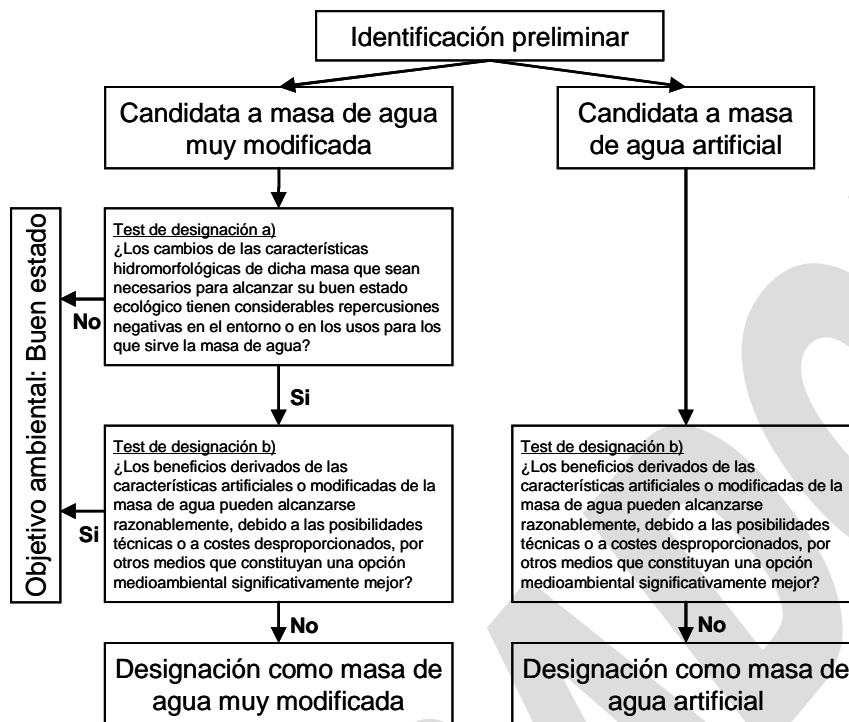 Identificación preliminar
Candidata a masa de agua
muy modificada
Candidata a masa
de agua artificial
Objetivo ambiental: Buen estado
Test de designación a)
¿Los cambios de las características
hidromorfológicas de dicha masa que sean
necesarios para alcanzar su buen estado
ecológico tienen considerables repercusiones
negativas en el entorno o en los usos para los
que sirve la masa de agua?
No
Si
Test de designación b)
¿Los beneficios derivados de las
características artificiales o modificadas de la
masa de agua pueden alcanzarse
razonablemente, debido a las posibilidades
técnicas o a costes desproporcionados, por
otros medios que constituyan una opción
medioambiental significativamente mejor?
Si
No
Test de designación b)
¿Los beneficios derivados de las
características artificiales o modificadas de la
masa de agua pueden alcanzarse
razonablemente, debido a las posibilidades
técnicas o a costes desproporcionados, por
otros medios que constituyan una opción
medioambiental significativamente mejor?
No
Designación como masa de
agua muy modificada
Designación como masa de
agua artificial